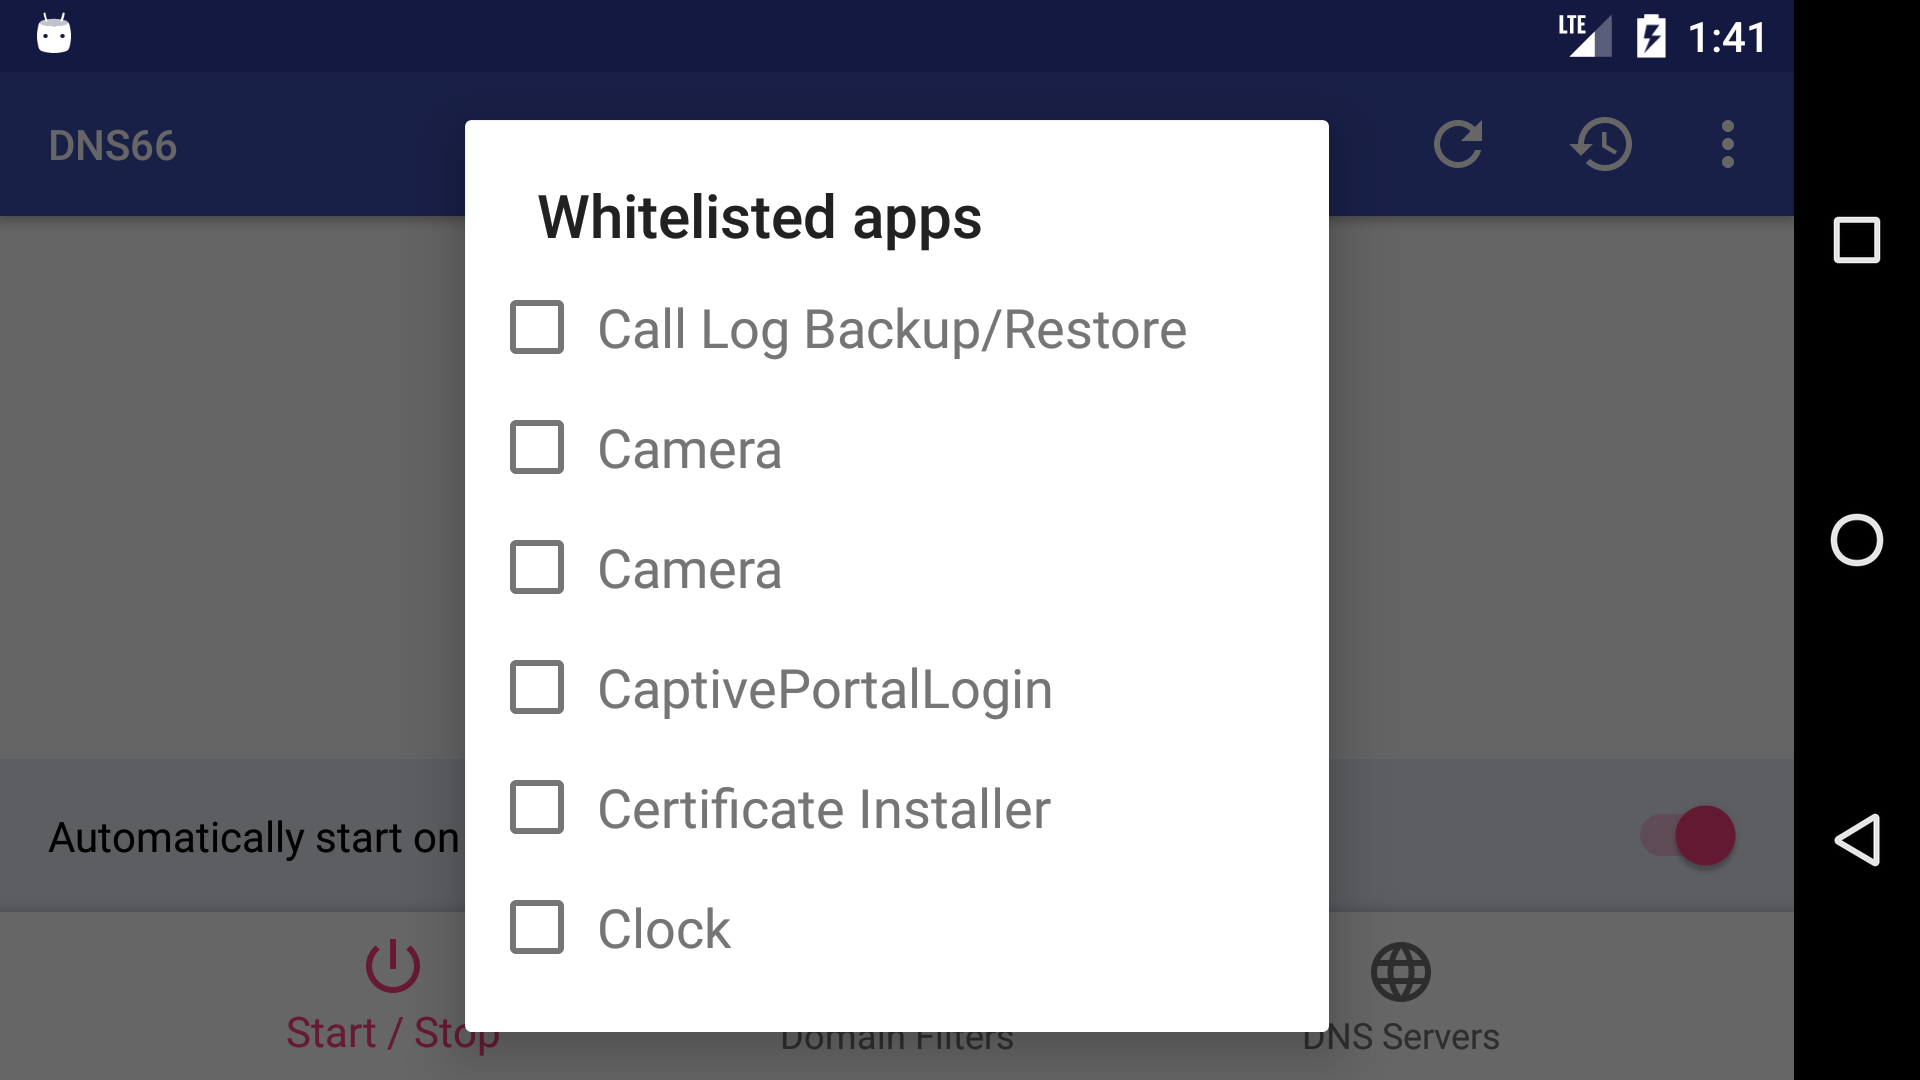 LTE 1:41
DNS66
Whitelisted apps
Call Log Backup/Restore
Camera
Camera
CaptivePortalLogin
Certificate Installer
Clock
Automatically start on
Start / Stop
Domain Filters
DNS Servers